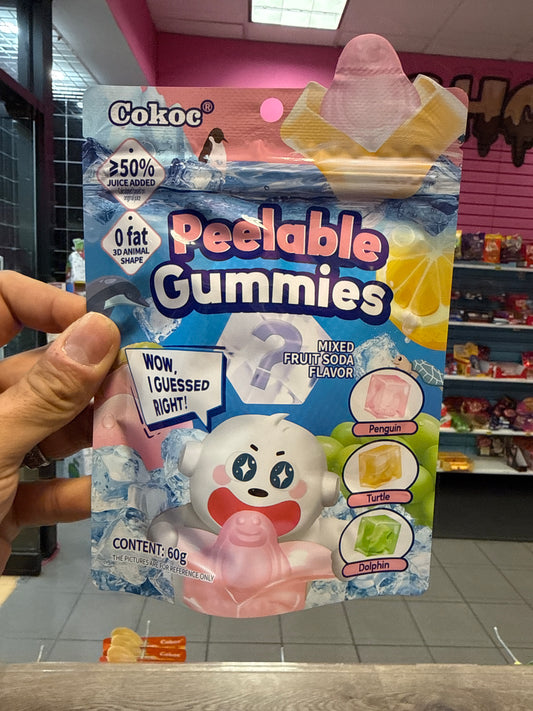 Cokoc®
≥50%
JUICE ADDED
0 fat
3D ANIMAL
SHAPE
Peelable
Gummies
MIXED
FRUIT SODA
FLAVOR
WOW,
I GUESSED
RIGHT!
?
Penguin
Turtle
Dolphin
CONTENT: 60g
THE PICTURES ARE FOR REFERENCE ONLY
Cokoc